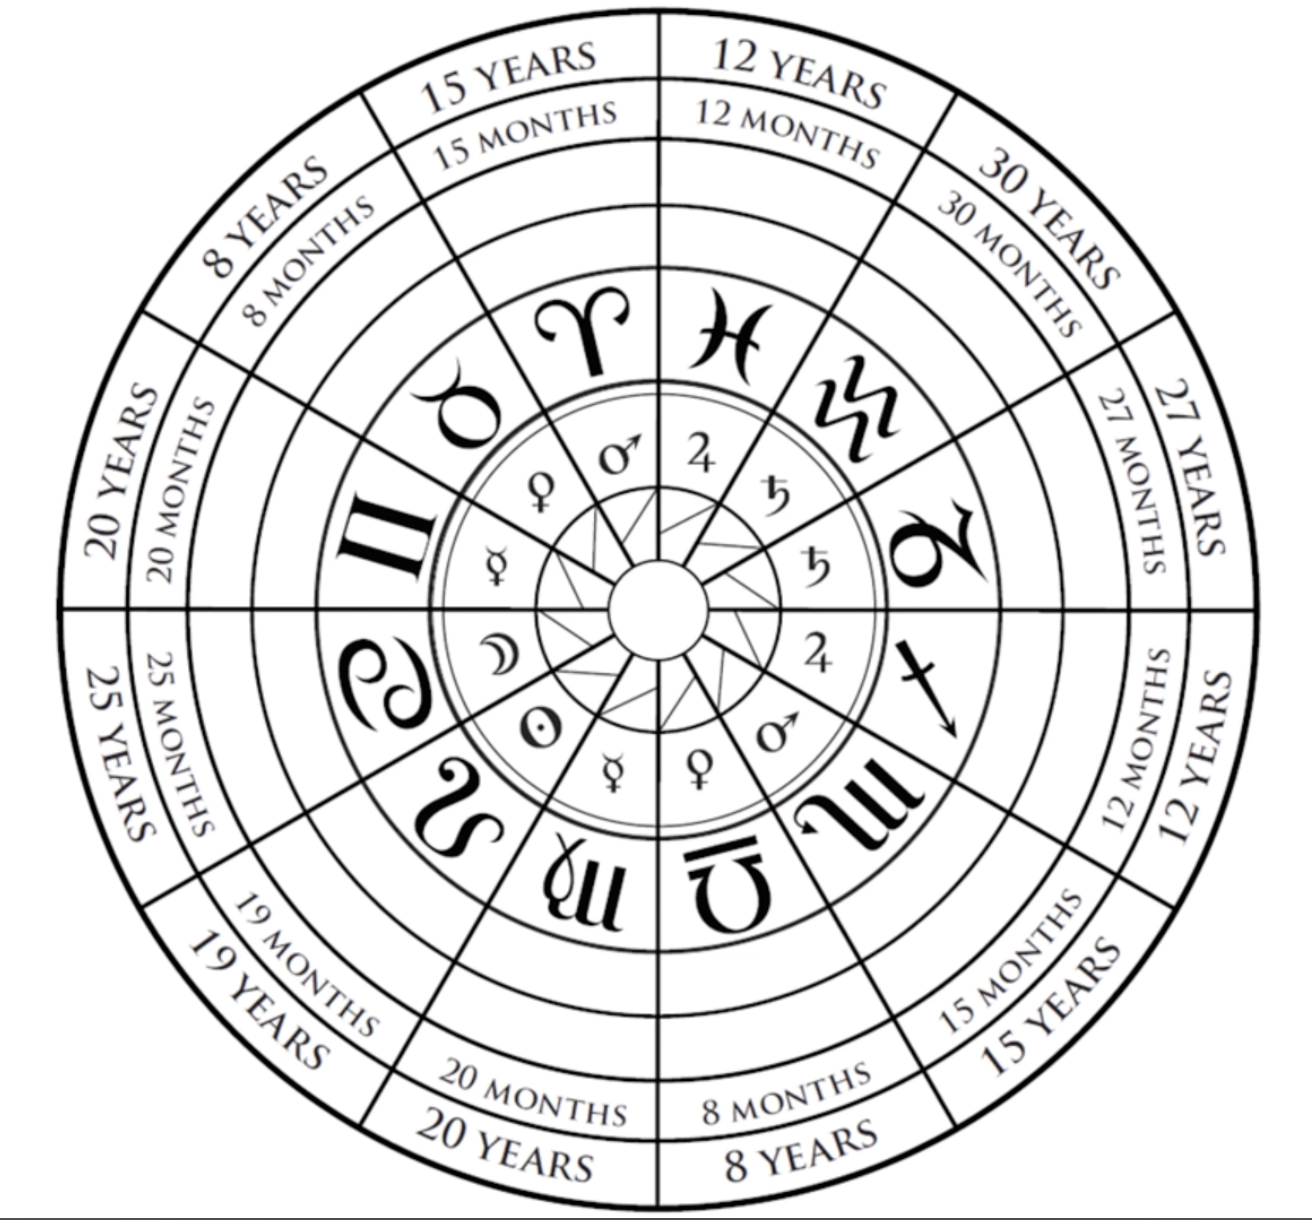 12 YEARS
12 MONTHS
30 YEARS
30 MONTHS
27 YEARS
27 MONTHS
12 YEARS
12 MONTHS
15 YEARS
15 MONTHS
8 YEARS
8 MONTHS
20 YEARS
20 MONTHS
19 YEARS
19 MONTHS
25 YEARS
25 MONTHS
20 YEARS
20 MONTHS
8 YEARS
8 MONTHS
15 YEARS
15 MONTHS
♓
♒
♑
♐
♏
♎
♍
♌
♋
♊
♉
♈
♃
♄
♄
♃
♂
♀
☿
☉
☽
☿
♀
♂